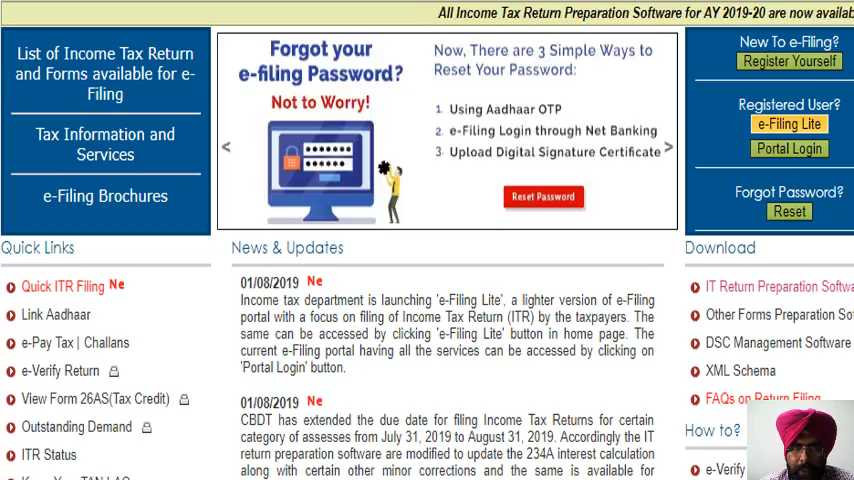 All Income Tax Return Preparation Software for AY 2019-20 are now
List of Income Tax Return
and Forms available for e-
Filing
Tax Information and
Services
e-Filing Brochures
Forgot your
e-filing Password?
Not to Worry!
Now, There are 3 Simple Ways to
Reset Your Password:
1. Using Aadhaar OTP
2. e-Filing Login through Net Banking
3. Upload Digital Signature Certificate
Reset Password
<
>
New To e-Filing?
Register Yourself
Registered User?
e-Filing Lite
Portal Login
Forgot Password?
Reset
Quick Links
Quick ITR Filing Ne
Link Aadhaar
e-Pay Tax | Challans
e-Verify Return
View Form 26AS(Tax Credit)
Outstanding Demand
ITR Status
News & Updates
01/08/2019 Ne
Income tax department is launching 'e-Filing Lite', a lighter version of e-Filing
portal with a focus on filing of Income Tax Return (ITR) by the taxpayers. The
same can be accessed by clicking 'e-Filing Lite' button in home page. The
current e-Filing portal having all the services can be accessed by clicking on
'Portal Login' button.
01/08/2019 Ne
CBDT has extended the due date for filing Income Tax Returns for certain
category of assesses from July 31, 2019 to August 31, 2019. Accordingly the IT
return preparation software are modified to update the 234A interest calculation
along with certain other minor corrections and the same is available for
Download
IT Return Preparation
Other Forms Preparation
DSC Management Software
XML Schema
FAQs on Return Filing
How to?
e-Verify